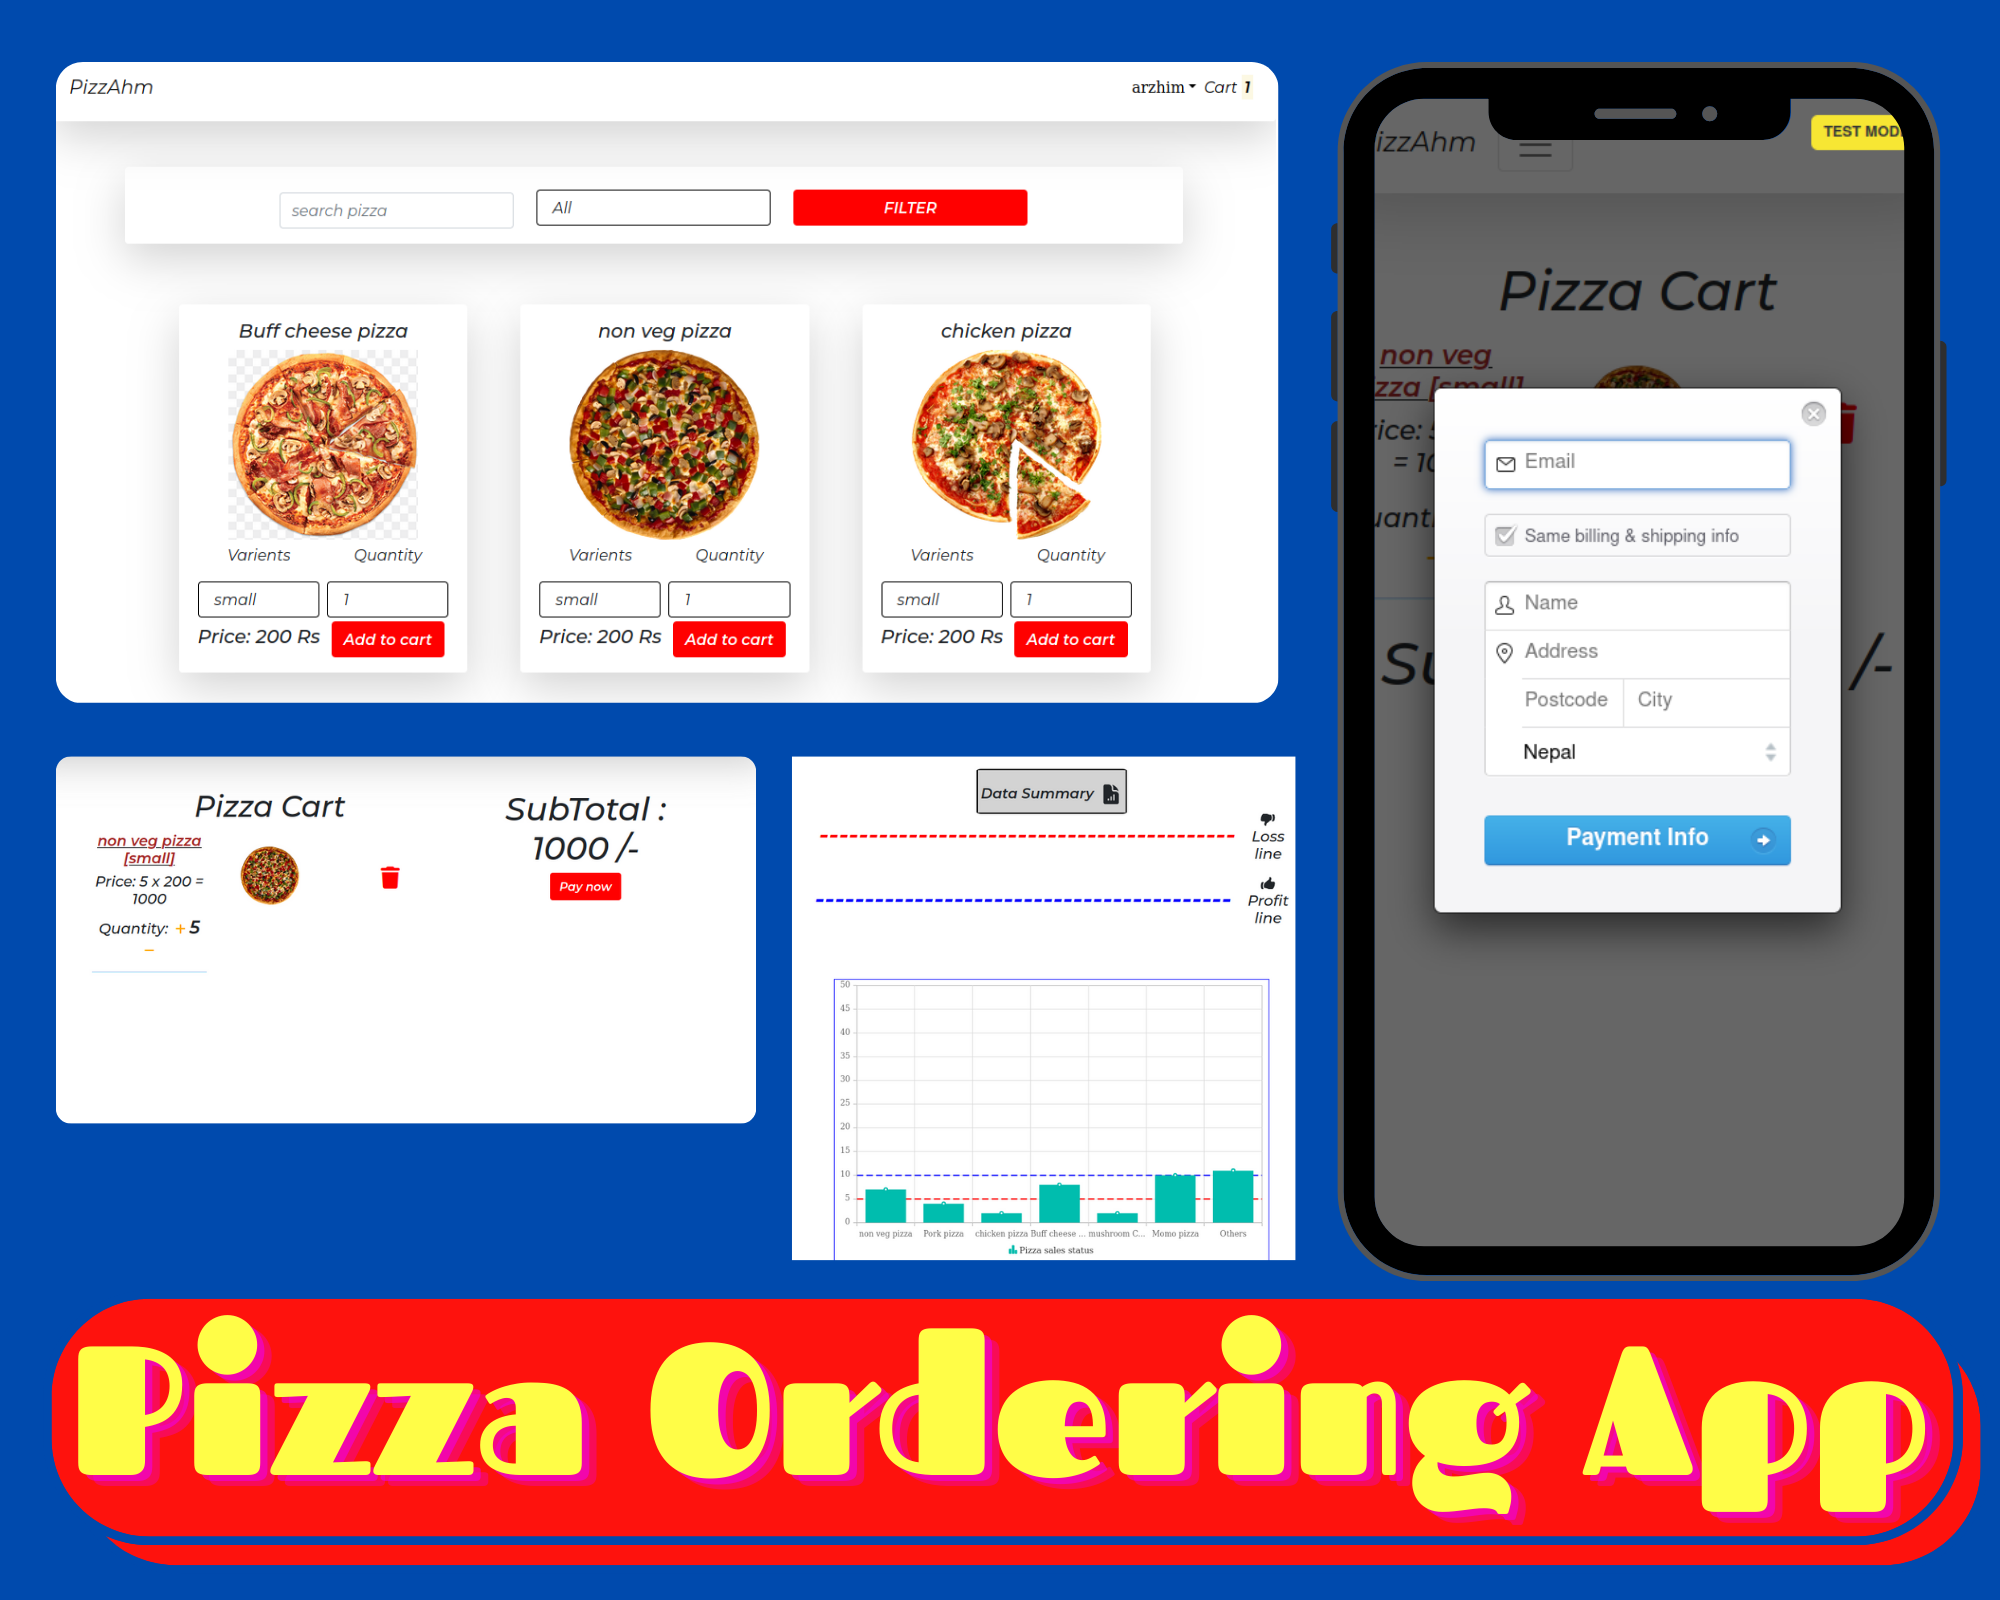 PizzAhm
arzhim Cart 1
search pizza All FILTER
Buff cheese pizza
Varients Quantity
small 1
Price: 200 Rs Add to cart
non veg pizza
Varients Quantity
small 1
Price: 200 Rs Add to cart
chicken pizza
Varients Quantity
small 1
Price: 200 Rs Add to cart
Pizza Cart
non veg pizza
[small]
Price: 5 x 200 =
1000
Quantity: + 5
−
SubTotal :
1000 /-
Pay now
Data Summary
Loss
line
Profit
line
50
45
40
35
30
25
20
15
10
5
0
non veg pizza Pork pizza chicken pizza Buff cheese ... mushroom C... Momo pizza Others
Pizza sales status
izzAhm
TEST MOD
Pizza Cart
non veg
zza [small]
ice: 5
= 10
uant
Su /-
Email
Same billing & shipping info
Name
Address
Postcode City
Nepal
Payment Info
Pizza Ordering App